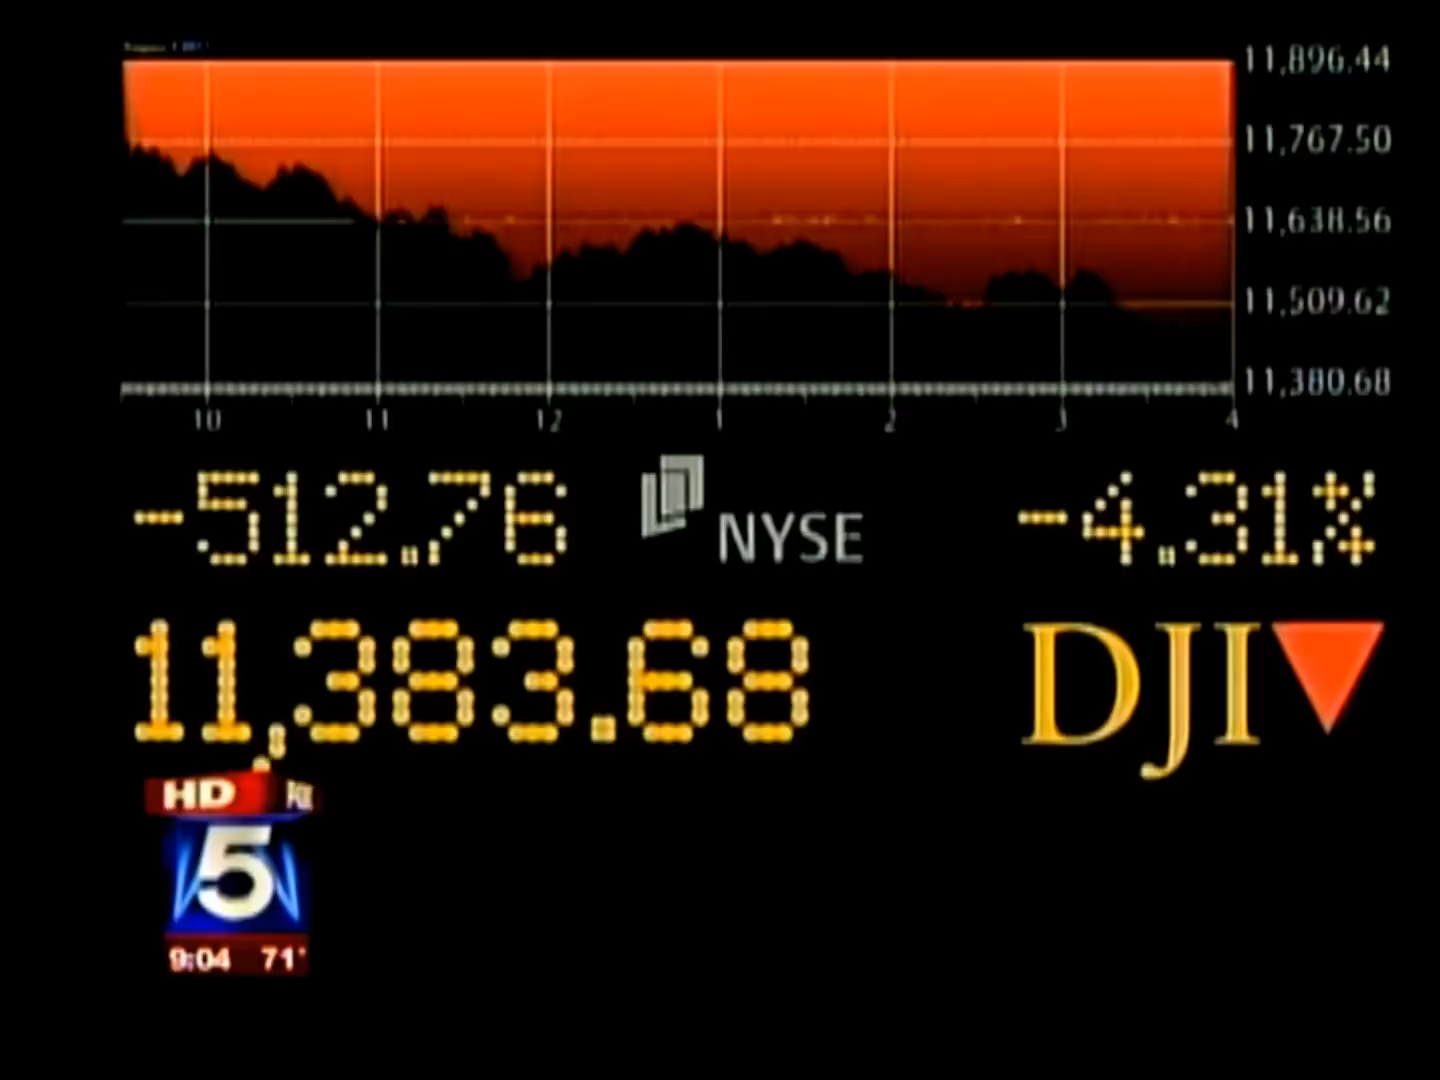 11,896.44
11,767.50
11,638.56
11,509.62
11,380.68
10 11 12 1 2 3 4
-512.76 NYSE -4.31%
11,383.68 DJI
HD
5
9:04 71°